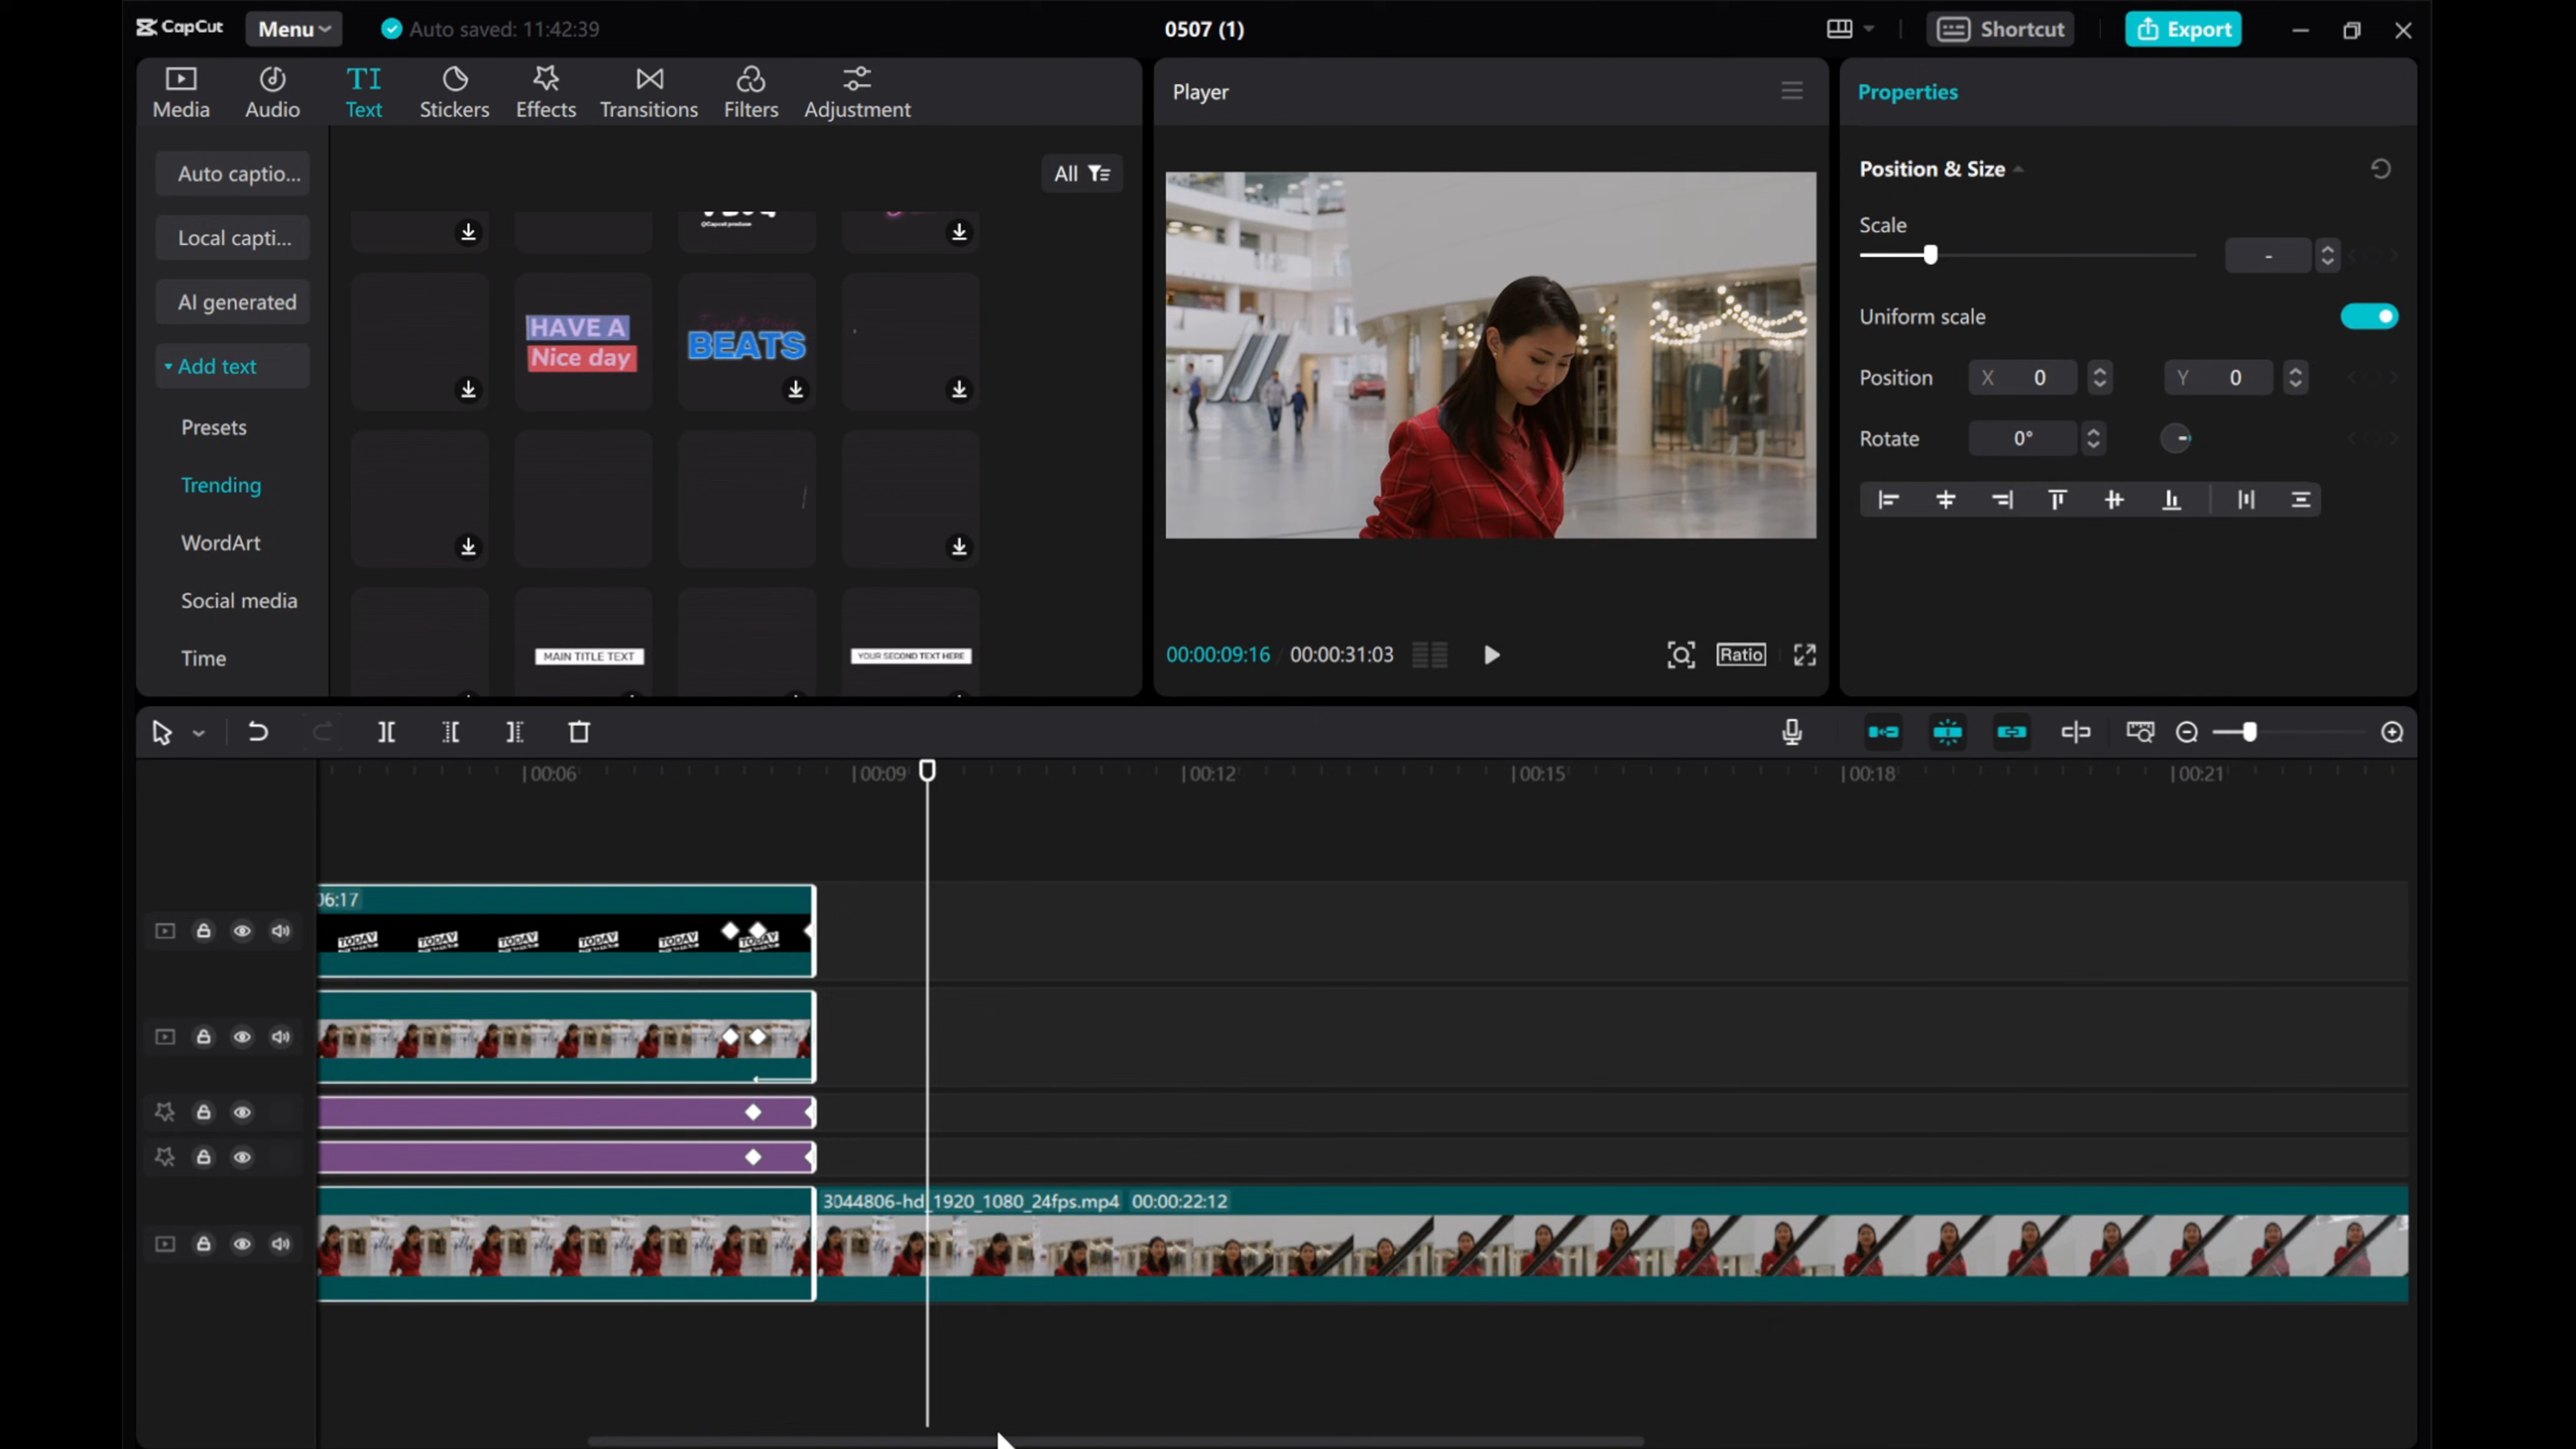 CapCut Menu Auto saved: 11:42:39 0507 (1) Shortcut Export
Media Audio Text Stickers Effects Transitions Filters Adjustment
TI
Player
Properties
Auto captio...
Local capti...
AI generated
Add text
Presets
Trending
WordArt
Social media
Time
All
@Capcut produce
HAVE A
Nice day
BEATS
MAIN TITLE TEXT
YOUR SECOND TEXT HERE
00:00:09:16 / 00:00:31:03
Ratio
Position & Size
Scale
-
Uniform scale
Position X 0 Y 0
Rotate 0°
00:06 00:09 00:12 00:15 00:18 00:21
06:17
TODAY TODAY TODAY TODAY TODAY TODAY
3044806-hd_1920_1080_24fps.mp4 00:00:22:12